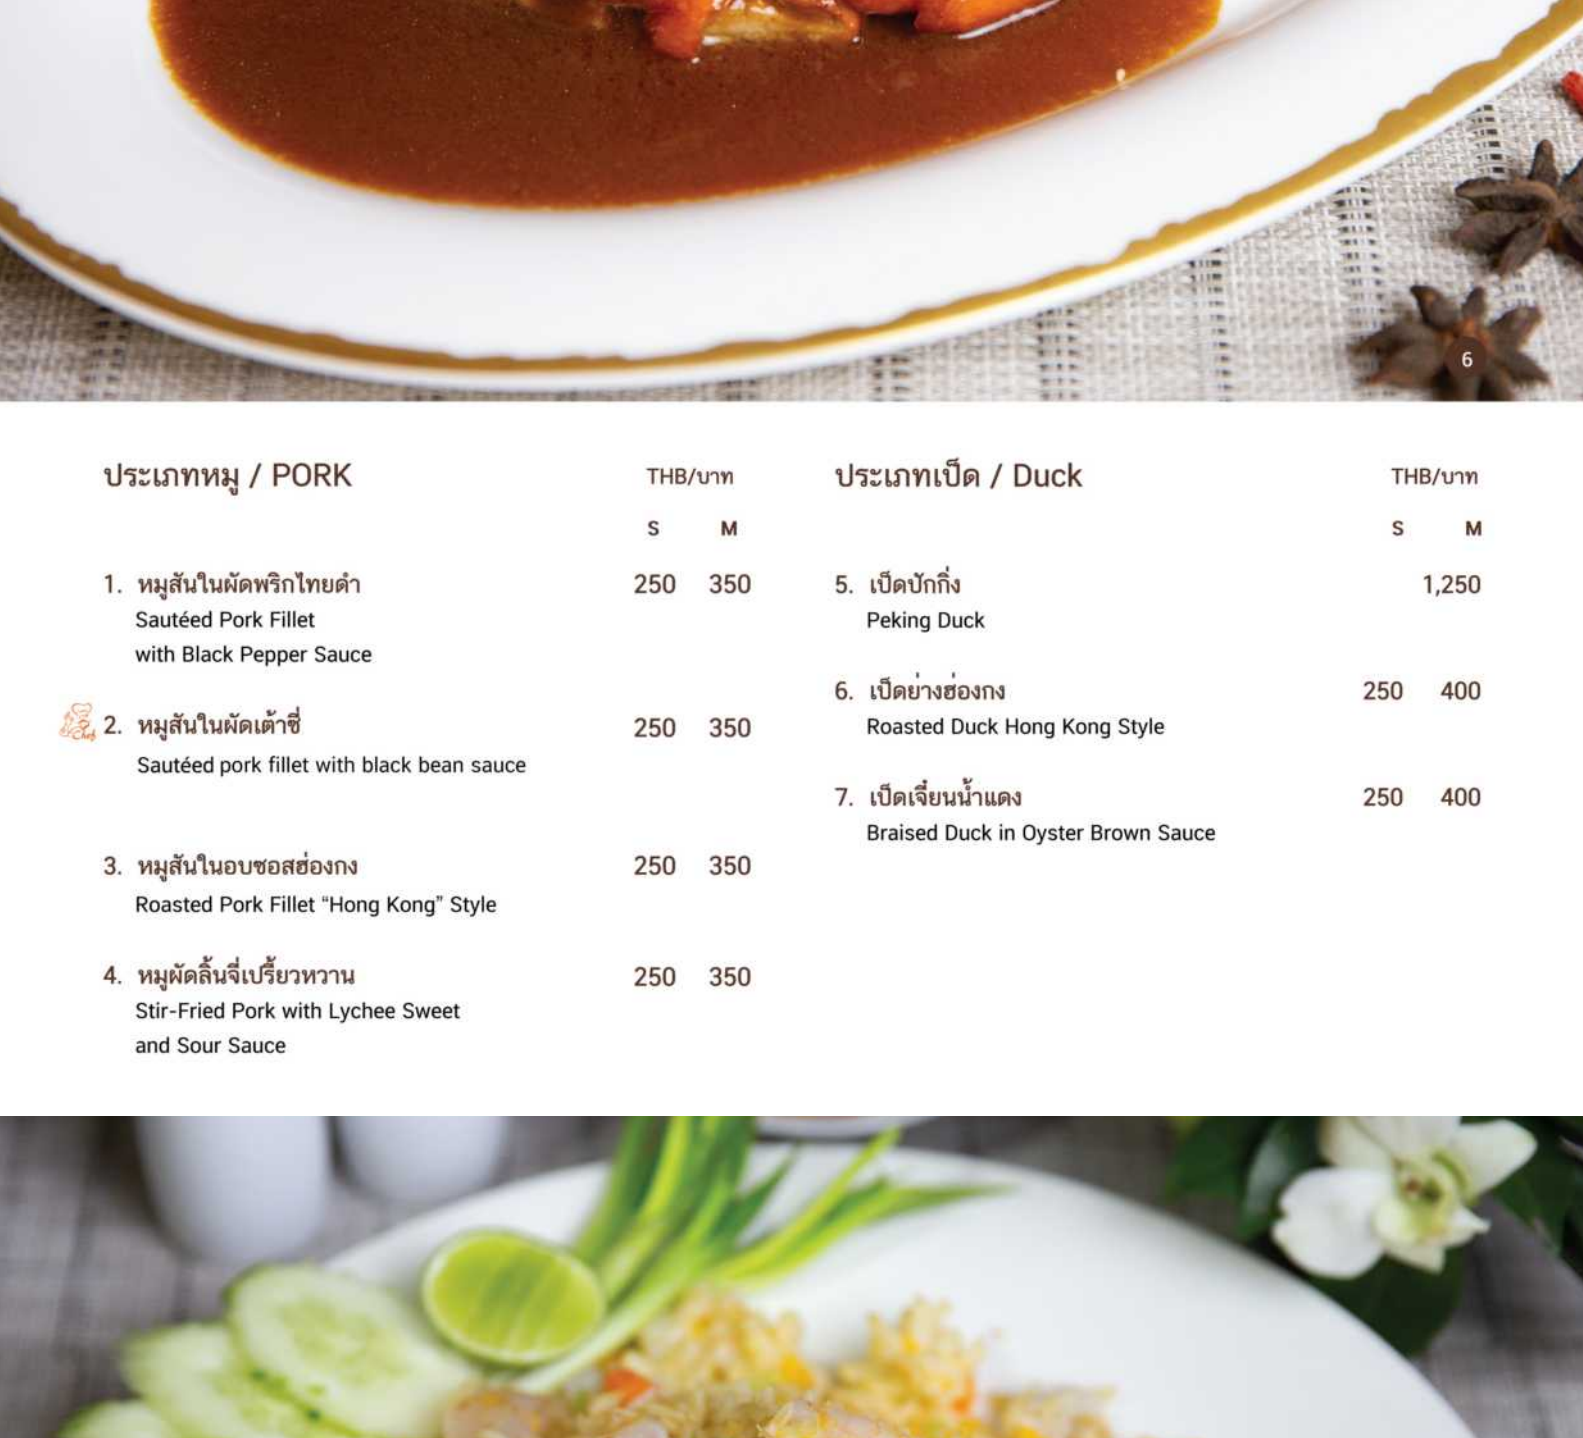 6
ประเภทหมู / PORK
THB/บาท
S M
1. หมูสันในผัดพริกไทยดำ 250 350
Sautéed Pork Fillet
with Black Pepper Sauce
Chef
2. หมูสันในผัดเต้าซี่ 250 350
Sautéed pork fillet with black bean sauce
3. หมูสันในอบซอสฮ่องกง 250 350
Roasted Pork Fillet “Hong Kong” Style
4. หมูผัดลิ้นจี่เปรี้ยวหวาน 250 350
Stir-Fried Pork with Lychee Sweet
and Sour Sauce
ประเภทเป็ด / Duck
THB/บาท
S M
5. เป็ดปักกิ่ง 1,250
Peking Duck
6. เป็ดย่างฮ่องกง 250 400
Roasted Duck Hong Kong Style
7. เป็ดเจี๋ยนน้ำแดง 250 400
Braised Duck in Oyster Brown Sauce